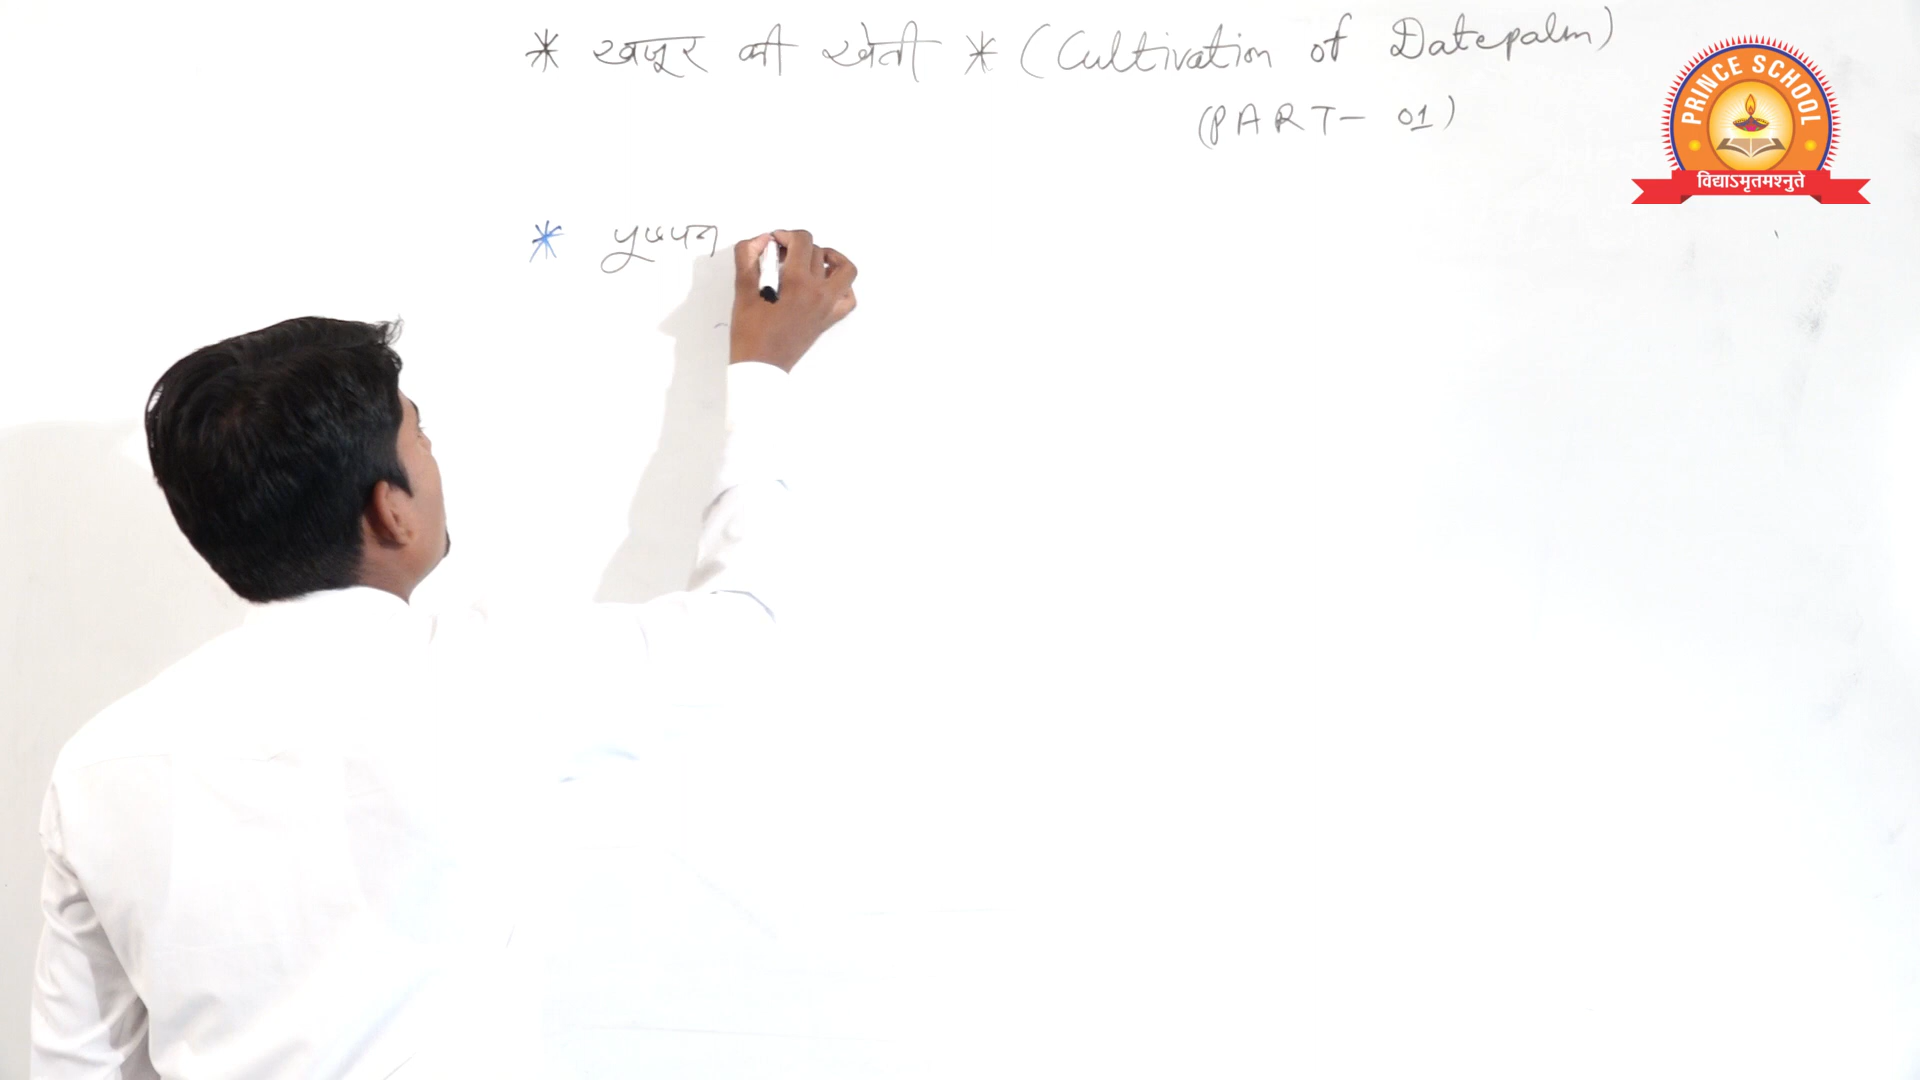 * खजूर की खेती * (Cultivation of Datepalm)
(PART- 01)
PRINCE SCHOOL
विद्याऽमृतमश्नुते
* पुष्पन